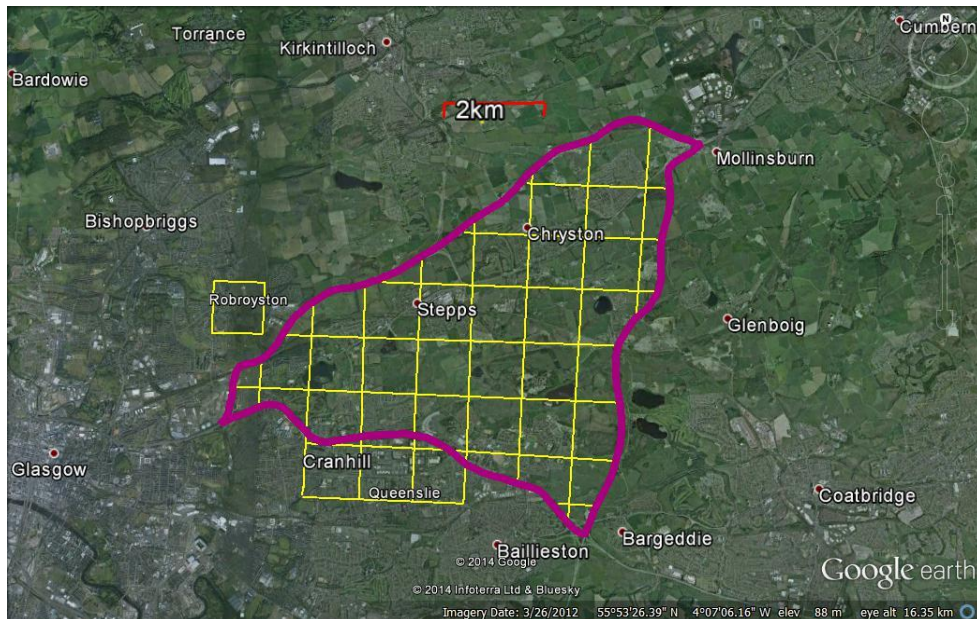 Torrance
Kirkintilloch
Cumbern
N
Bardowie
2km
Mollinsburn
Bishopbriggs
Chryston
Robroyston
Stepps
Glenboig
Glasgow
Cranhill
Queenslie
Coatbridge
Baillieston
Bargeddie
© 2014 Google
Google earth
© 2014 Infoterra Ltd & Bluesky
Imagery Date: 3/26/2012 55°53'26.39" N 4°07'06.16" W elev 88 m eye alt 16.35 km